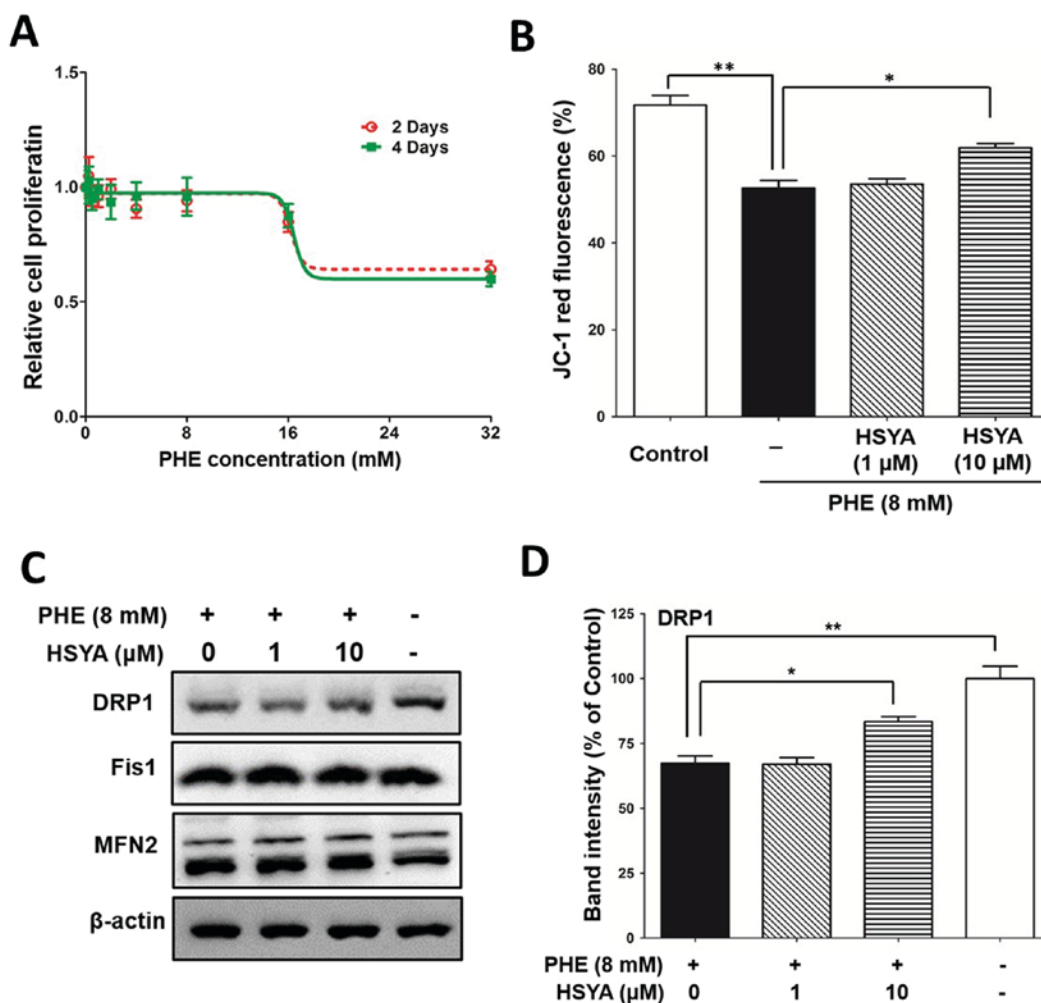 A
1.5
1.0
0.5
0.0
0
8
16
24
32
2 Days
4 Days
Relative cell proliferatin
PHE concentration (mM)
B
80
60
40
20
0
**
*
JC-1 red fluorescence (%)
Control
–
HSYA
(1 µM)
HSYA
(10 µM)
PHE (8 mM)
C
PHE (8 mM) + + + -
HSYA (µM) 0 1 10 -
DRP1
Fis1
MFN2
β-actin
D
DRP1
125
100
75
50
25
0
**
*
Band intensity (% of Control)
PHE (8 mM) + + + -
HSYA (µM) 0 1 10 -